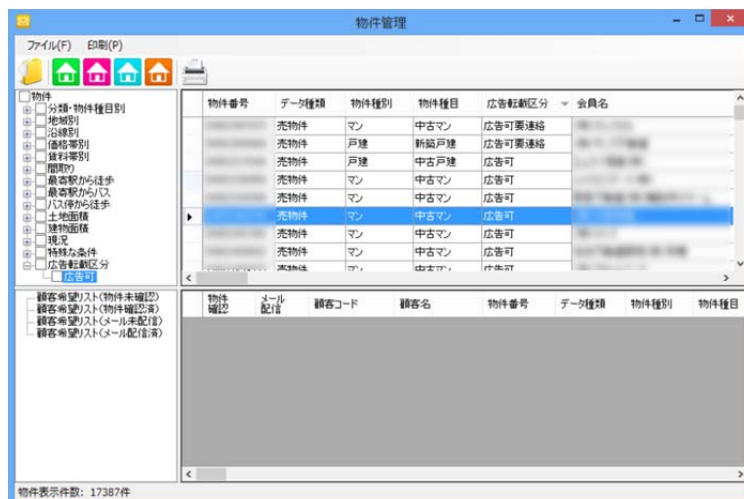 物件管理
ファイル(F) 印刷(P)
物件
分類・物件種目別
地域別
沿線別
価格帯別
賃料帯別
間取り
最寄駅から徒歩
最寄駅からバス
バス停から徒歩
土地面積
建物面積
現況
特殊な条件
広告転載区分
広告可
物件番号 データ種類 物件種別 物件種目 広告転載区分 会員名
売物件 マン 中古マン 広告可要連絡
売物件 戸建 新築戸建 広告可要連絡
売物件 戸建 中古戸建 広告可
売物件 マン 中古マン 広告可
売物件 マン 中古マン 広告可
売物件 マン 中古マン 広告可
売物件 マン 中古マン 広告可
売物件 マン 中古マン 広告可
売物件 マン 中古マン 広告可
顧客希望リスト(物件未確認)
顧客希望リスト(物件確認済)
顧客希望リスト(メール未配信)
顧客希望リスト(メール配信済)
物件確認 メール配信 顧客コード 顧客名 物件番号 データ種類 物件種別 物件種目
物件表示件数: 17387件